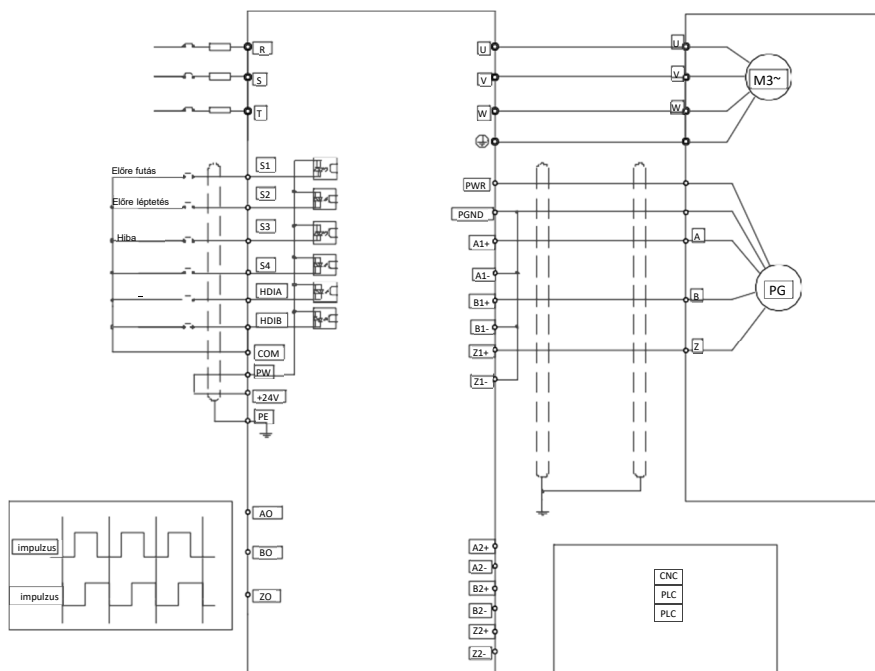 R
S
T
U
V
W
U
V
W
M3~
Előre futás
S1
Előre léptetés
S2
Hiba
S3
S4
HDIA
HDIB
COM
PW
+24V
PE
PWR
PGND
A1+
A1-
B1+
B1-
Z1+
Z1-
A
B
Z
PG
AO
BO
ZO
impulzus
impulzus
A2+
A2-
B2+
B2-
Z2+
Z2-
CNC
PLC
PLC